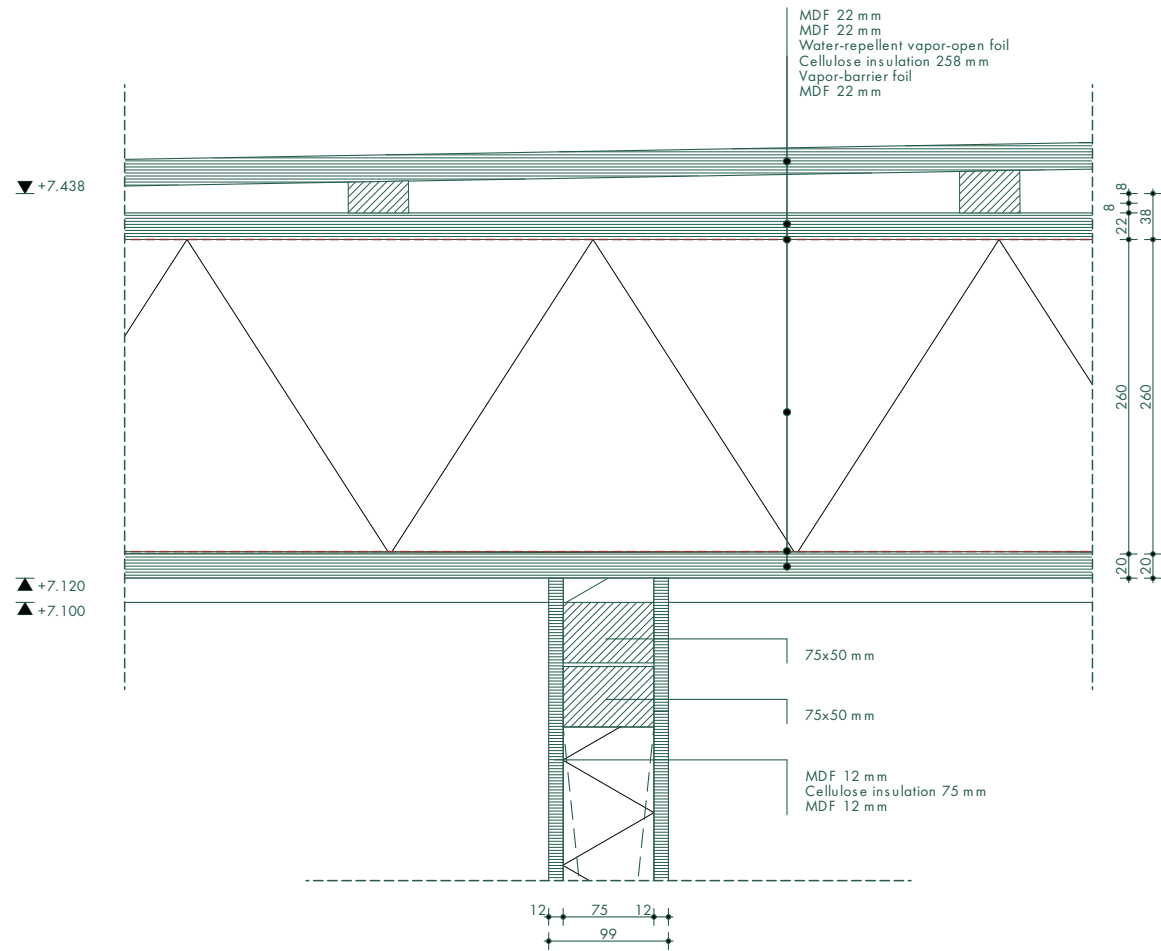 MDF 22 mm
MDF 22 mm
Water-repellent vapor-open foil
Cellulose insulation 258 mm
Vapor-barrier foil
MDF 22 mm
+7.438
8
8
22
38
260
260
20
20
+7.120
+7.100
75x50 mm
75x50 mm
MDF 12 mm
Cellulose insulation 75 mm
MDF 12 mm
12
75
12
99